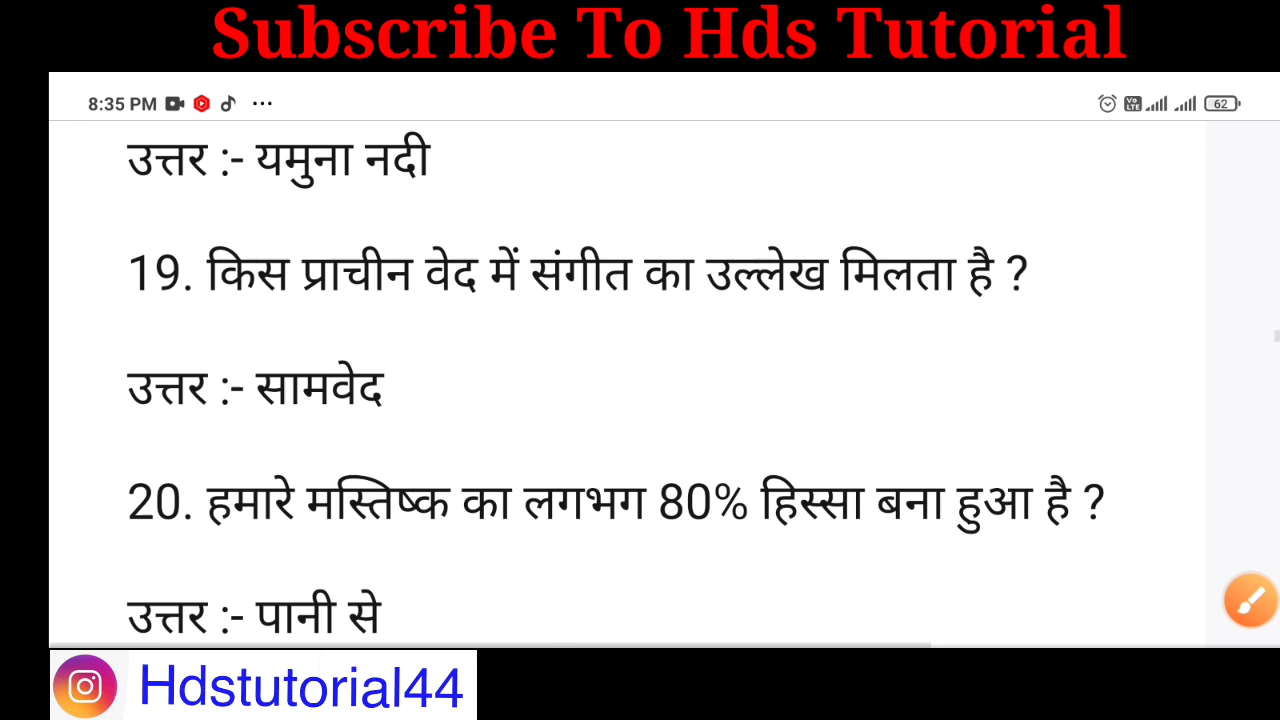 Subscribe To Hds Tutorial
8:35 PM
62
उत्तर :- यमुना नदी
19. किस प्राचीन वेद में संगीत का उल्लेख मिलता है ?
उत्तर :- सामवेद
20. हमारे मस्तिष्क का लगभग 80% हिस्सा बना हुआ है ?
उत्तर :- पानी से
Hdstutorial44